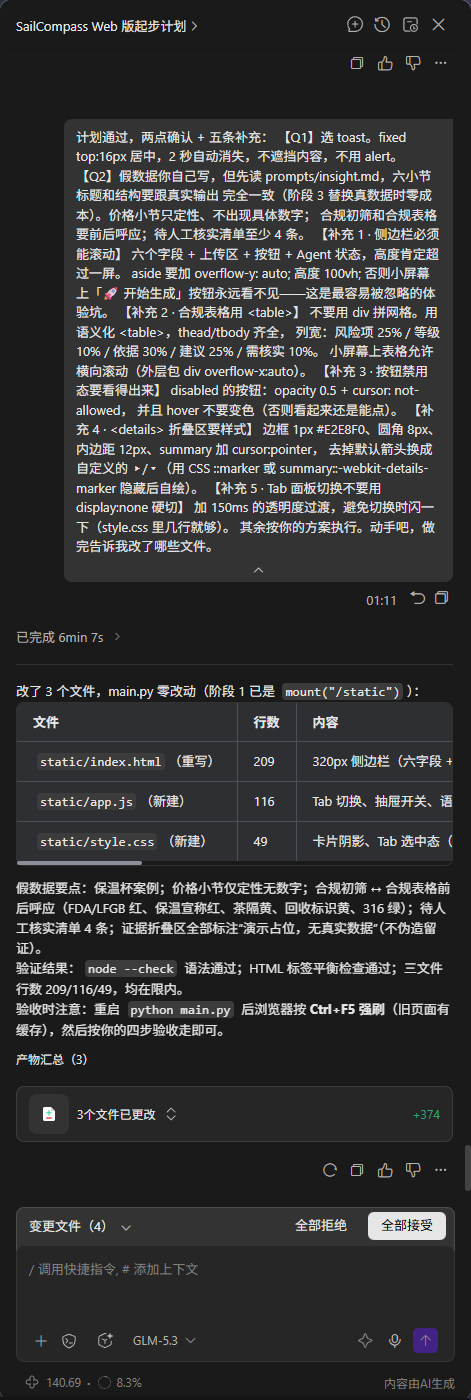 SailCompass Web 版起步计划 >
计划通过，两点确认 + 五条补充： 【Q1】选 toast。fixed
top:16px 居中，2 秒自动消失，不遮挡内容，不用 alert。
【Q2】假数据你自己写，但先读 prompts/insight.md，六小节
标题和结构要跟真实输出 完全一致（阶段 3 替换真数据时零成
本）。价格小节只定性、不出现具体数字； 合规初筛和合规表格
要前后呼应；待人工核实清单至少 4 条。 【补充 1 · 侧边栏必须
能滚动】 六个字段 + 上传区 + 按钮 + Agent 状态，高度肯定超
过一屏。 aside 要加 overflow-y: auto; 高度 100vh; 否则小屏幕
上「🚀 开始生成」按钮永远看不见——这是最容易被忽略的体
验坑。 【补充 2 · 合规表格用 <table>】 不要用 div 拼网格。用
语义化 <table>，thead/tbody 齐全， 列宽：风险项 25% / 等级
10% / 依据 30% / 建议 25% / 需核实 10%。 小屏幕上表格允许
横向滚动（外层包 div overflow-x:auto）。 【补充 3 · 按钮禁用
态要看得出来】 disabled 的按钮：opacity 0.5 + cursor: not-
allowed， 并且 hover 不要变色（否则看起来还是能点）。 【补
充 4 · <details> 折叠区要样式】 边框 1px #E2E8F0、圆角 8px、
内边距 12px、summary 加 cursor:pointer， 去掉默认箭头换成
自定义的 ▸/▾（用 CSS ::marker 或 summary::-webkit-details-
marker 隐藏后自绘）。 【补充 5 · Tab 面板切换不要用
display:none 硬切】 加 150ms 的透明度过渡，避免切换时闪一
下（style.css 里几行就够）。 其余按你的方案执行。动手吧，做
完告诉我改了哪些文件。
01:11
已完成 6min 7s >
改了 3 个文件，main.py 零改动（阶段 1 已是 mount("/static")）：
文件 行数 内容
static/index.html （重写） 209 320px 侧边栏（六字段 +
static/app.js （新建） 116 Tab 切换、抽屉开关、语
static/style.css （新建） 49 卡片阴影、Tab 选中态（
假数据要点：保温杯案例；价格小节仅定性无数字；合规初筛 ↔ 合规表格前
后呼应（FDA/LFGB 红、保温宣称红、茶隔黄、回收标识黄、316 绿）；待人
工核实清单 4 条；证据折叠区全部标注"演示占位，无真实数据"（不伪造留
证）。
验证结果： node --check 语法通过；HTML 标签平衡检查通过；三文件
行数 209/116/49，均在限内。
验收时注意：重启 python main.py 后浏览器按 Ctrl+F5 强刷（旧页面有
缓存），然后按你的四步验收走即可。
产物汇总（3）
3个文件已更改 +374
变更文件（4） 全部拒绝 全部接受
/ 调用快捷指令, # 添加上下文
GLM-5.3
140.69 · 8.3% 内容由AI生成